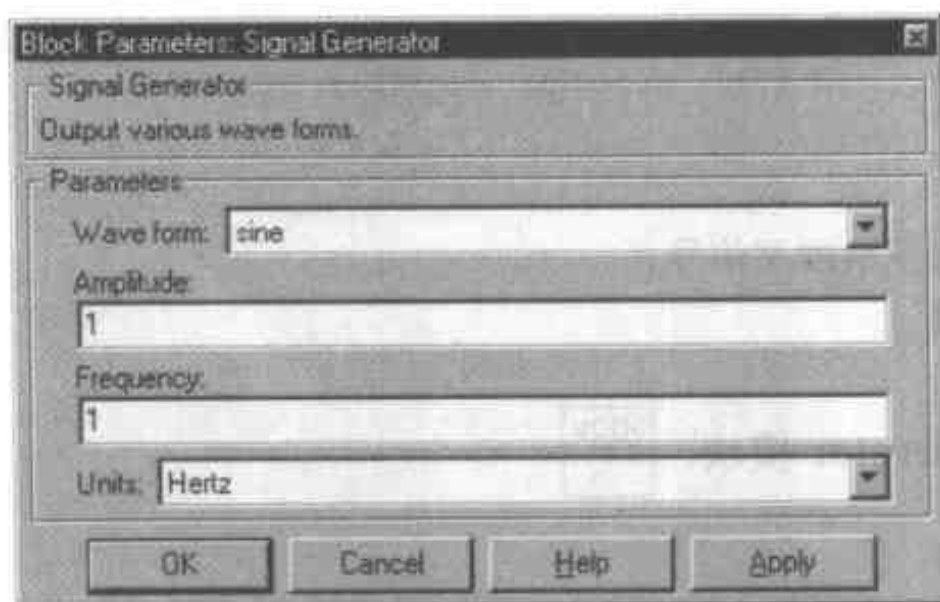 Block Parameters: Signal Generator
Signal Generator
Output various wave forms.
Parameters
Wave form: sine
Amplitude:
1
Frequency:
1
Units: Hertz
OK Cancel Help Apply